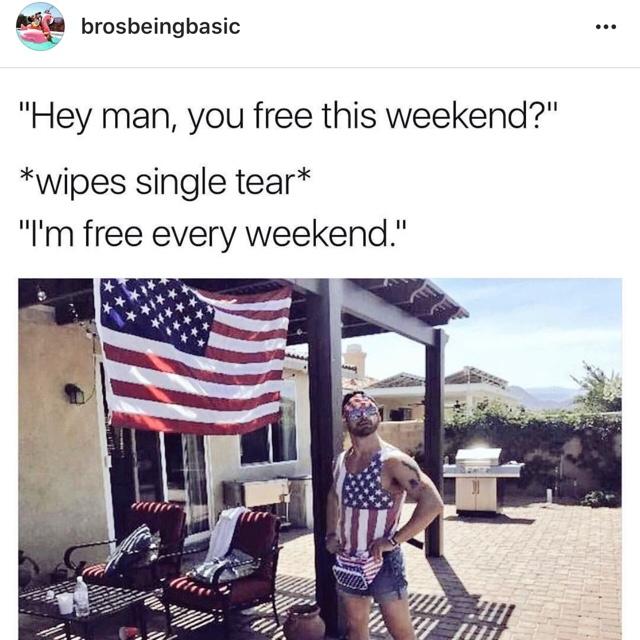 brosbeingbasic
"Hey man, you free this weekend?"
*wipes single tear*
"I'm free every weekend."